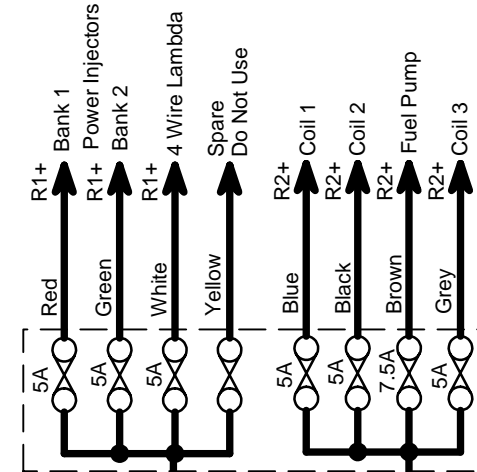 Bank 1
Power Injectors
Bank 2
4 Wire Lambda
Spare
Do Not Use
Coil 1
Coil 2
Fuel Pump
Coil 3
R1+
R1+
R1+
R2+
R2+
R2+
R2+
Red
Green
White
Yellow
Blue
Black
Brown
Grey
5A
5A
5A
5A
5A
7.5A
5A